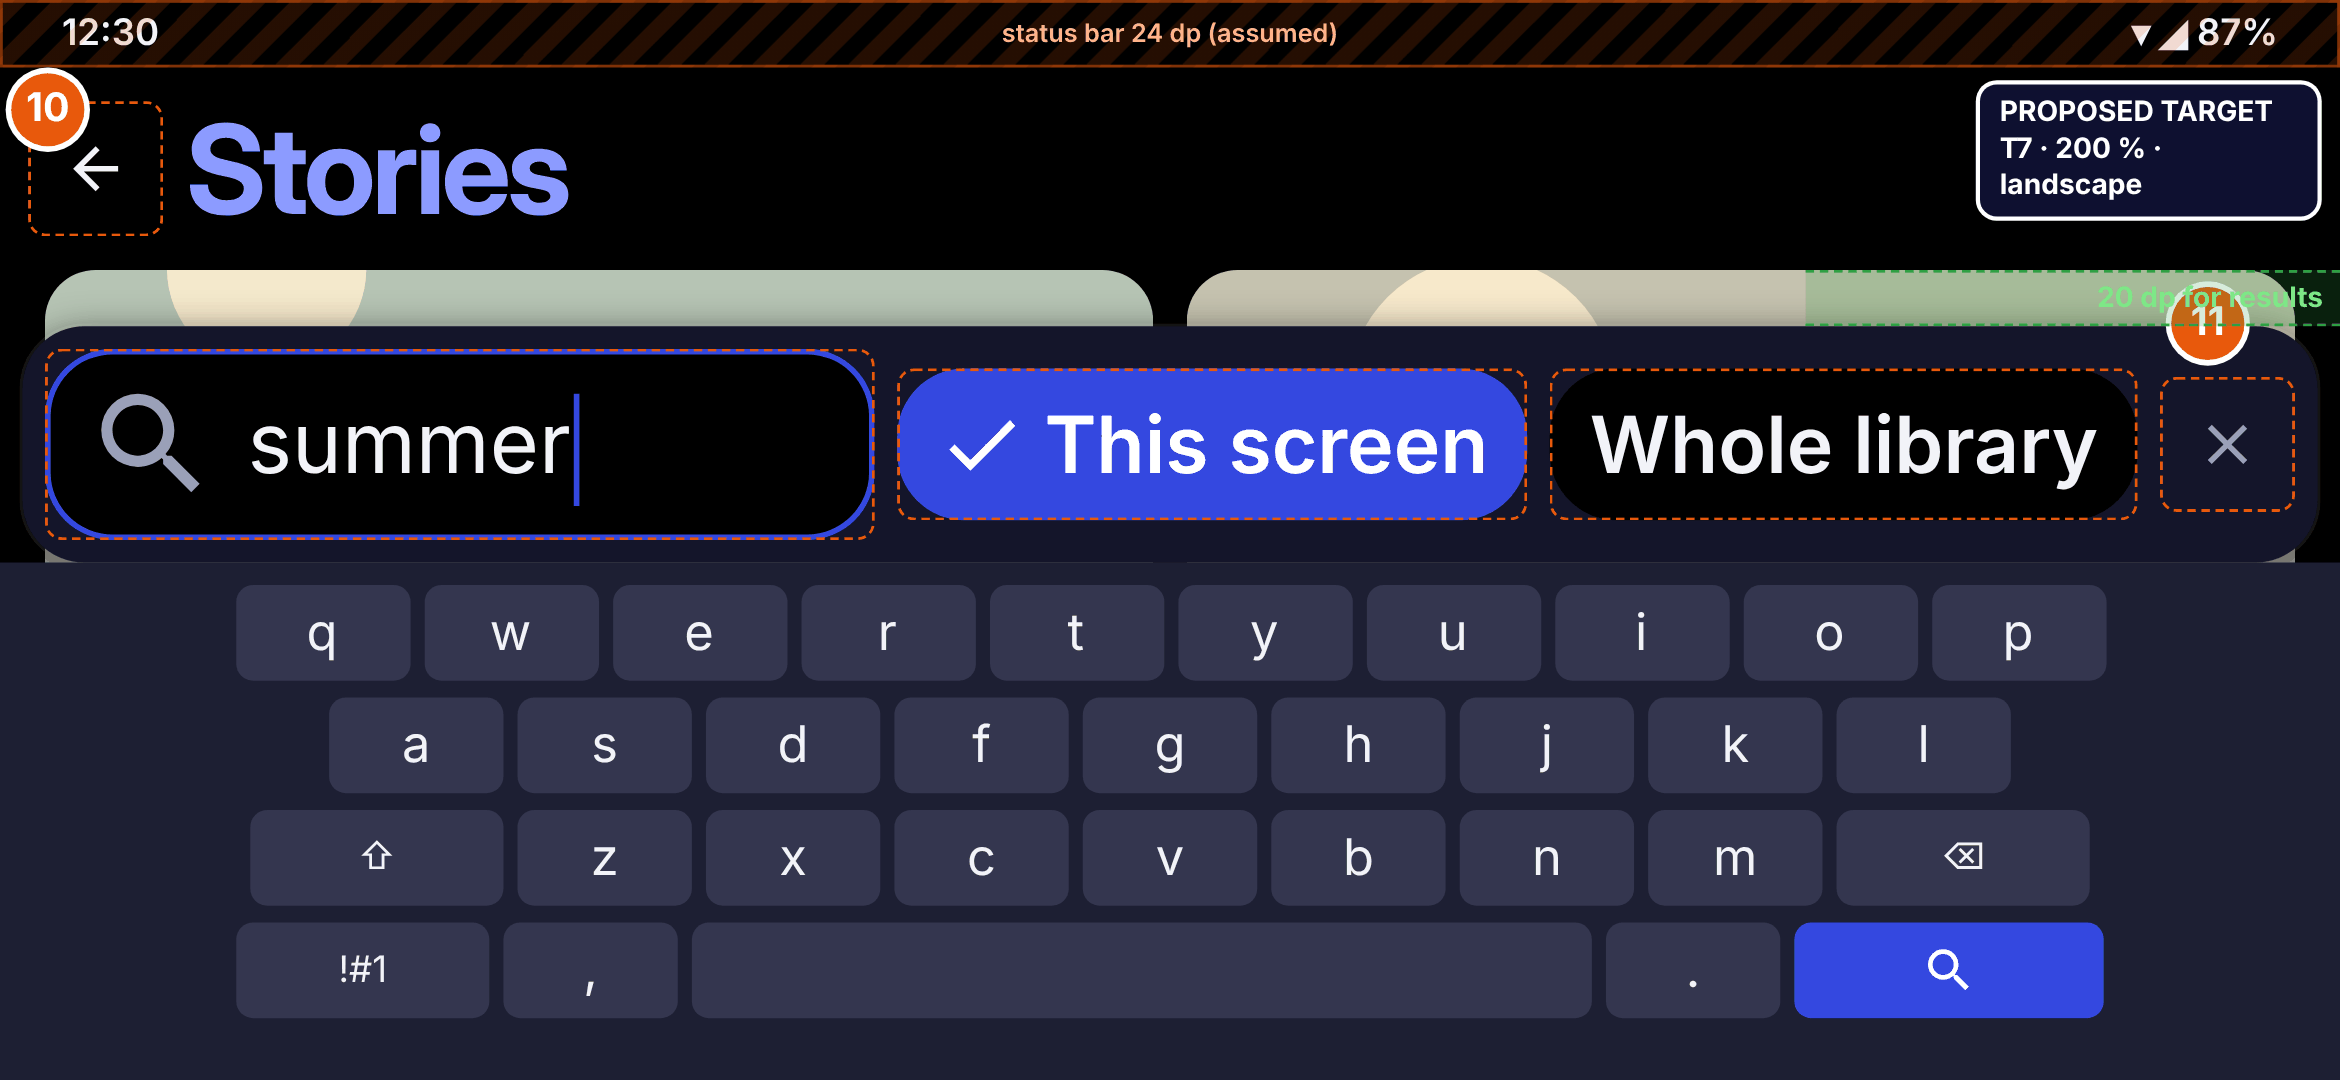 12:30
status bar 24 dp (assumed)
87%
10
Stories
PROPOSED TARGET
T7 · 200 % ·
landscape
20 dp for results
11
summer
This screen
Whole library
q w e r t y u i o p
a s d f g h j k l
z x c v b n m
!#1 , .